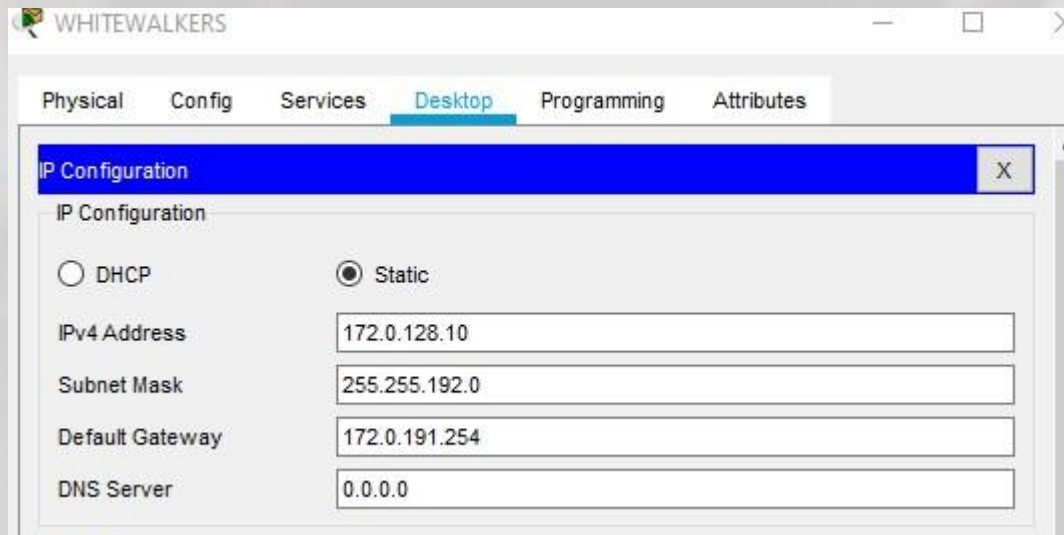 WHITEWALKERS
Physical Config Services Desktop Programming Attributes
IP Configuration X
IP Configuration
DHCP Static
IPv4 Address 172.0.128.10
Subnet Mask 255.255.192.0
Default Gateway 172.0.191.254
DNS Server 0.0.0.0